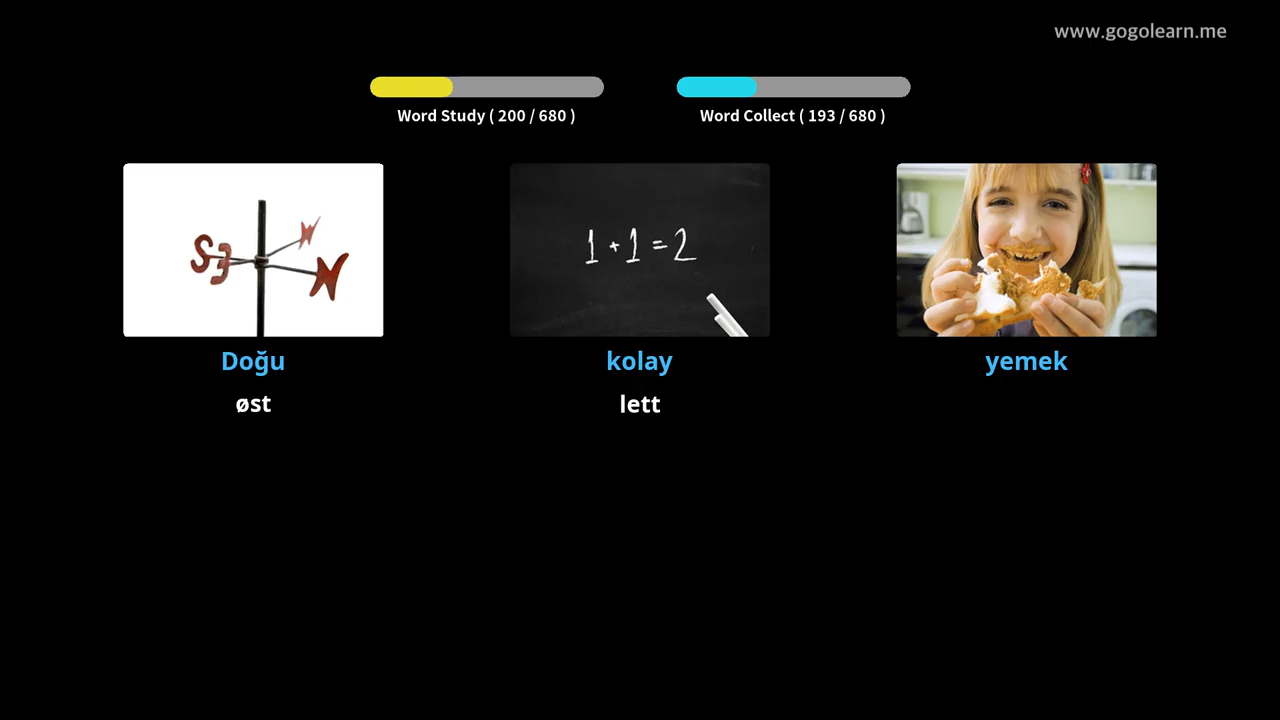 www.gogolearn.me
Word Study ( 200 / 680 )
Word Collect ( 193 / 680 )
S E N W
1 + 1 = 2
Doğu
kolay
yemek
øst
lett